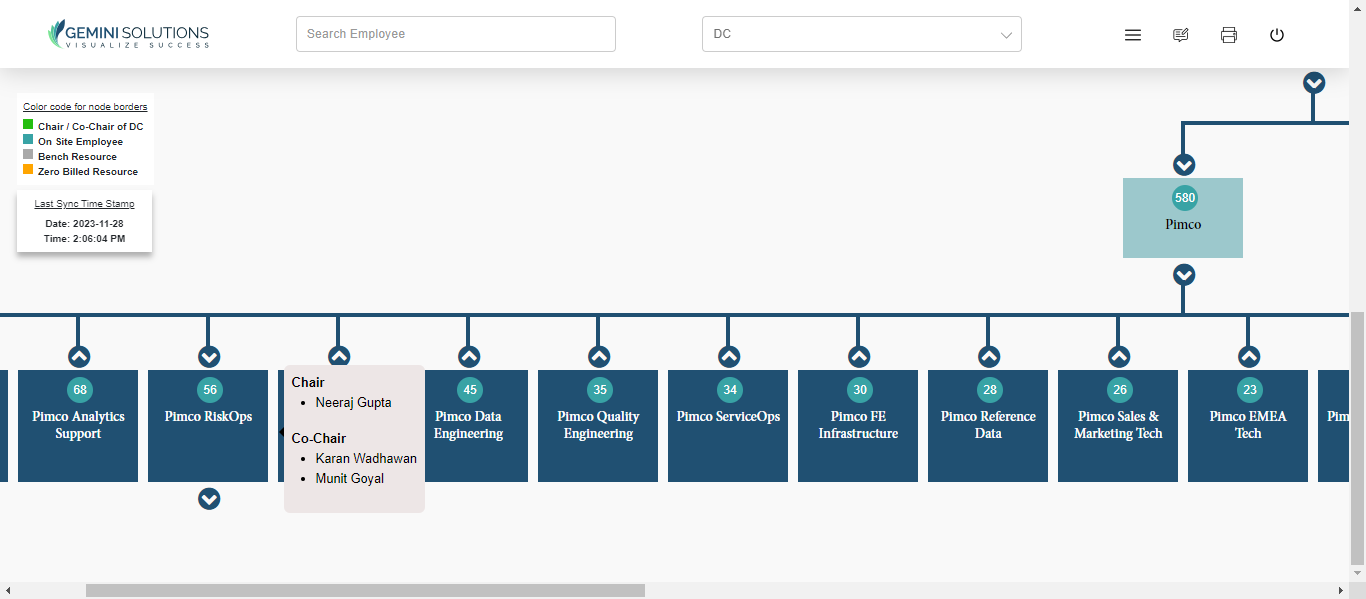 GEMINI SOLUTIONS
VISUALIZE SUCCESS
Search Employee
DC
Color code for node borders
Chair / Co-Chair of DC
On Site Employee
Bench Resource
Zero Billed Resource
Last Sync Time Stamp
Date: 2023-11-28
Time: 2:06:04 PM
580
Pimco
68
Pimco Analytics
Support
56
Pimco RiskOps
Chair
• Neeraj Gupta
Co-Chair
• Karan Wadhawan
• Munit Goyal
45
Pimco Data
Engineering
35
Pimco Quality
Engineering
34
Pimco ServiceOps
30
Pimco FE
Infrastructure
28
Pimco Reference
Data
26
Pimco Sales &
Marketing Tech
23
Pimco EMEA
Tech